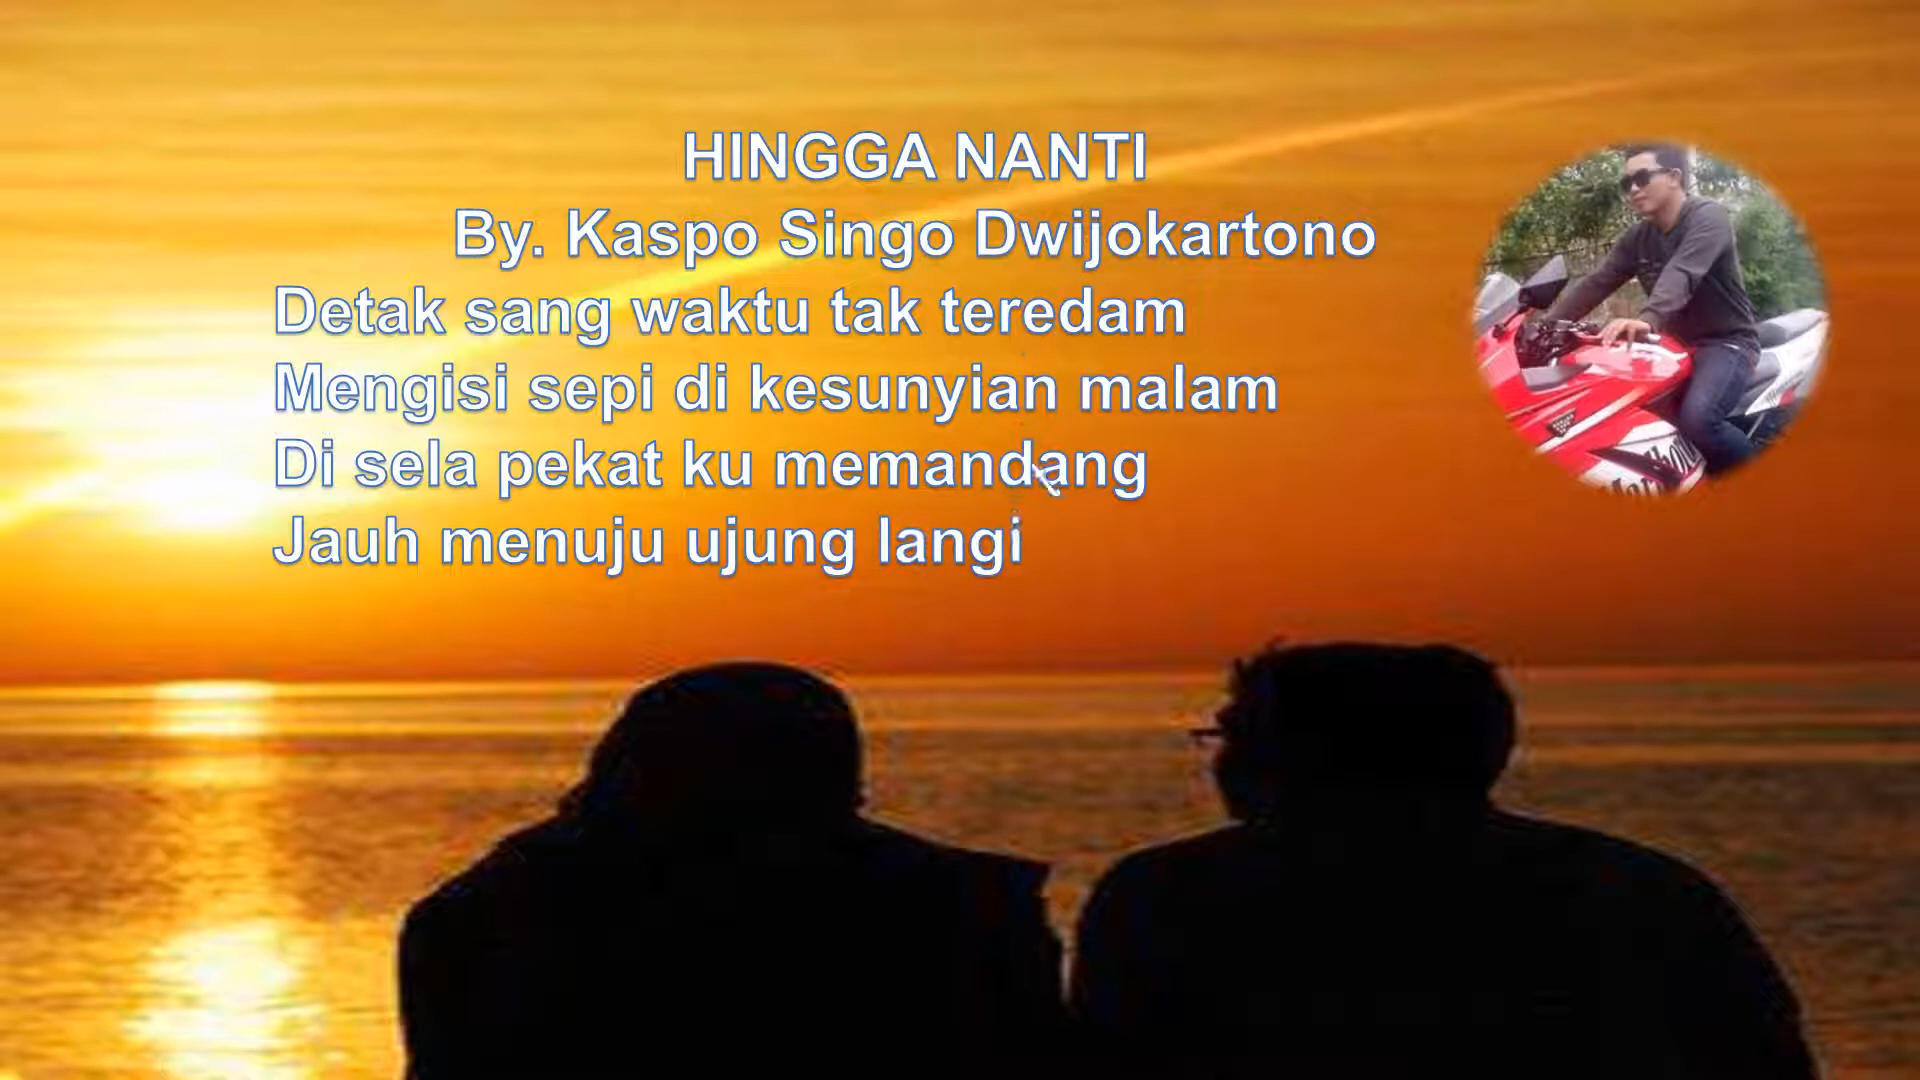 HINGGA NANTI
By. Kaspo Singo Dwijokartono
Detak sang waktu tak teredam
Mengisi sepi di kesunyian malam
Di sela pekat ku memandang
Jauh menuju ujung langi